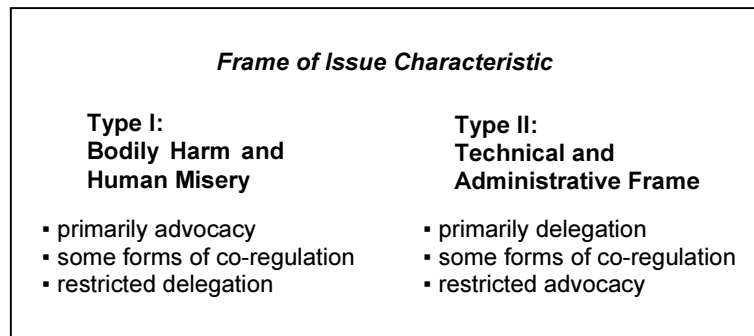 Frame of Issue Characteristic
Type I:
Bodily Harm and
Human Misery
▪ primarily advocacy
▪ some forms of co-regulation
▪ restricted delegation
Type II:
Technical and
Administrative Frame
▪ primarily delegation
▪ some forms of co-regulation
▪ restricted advocacy